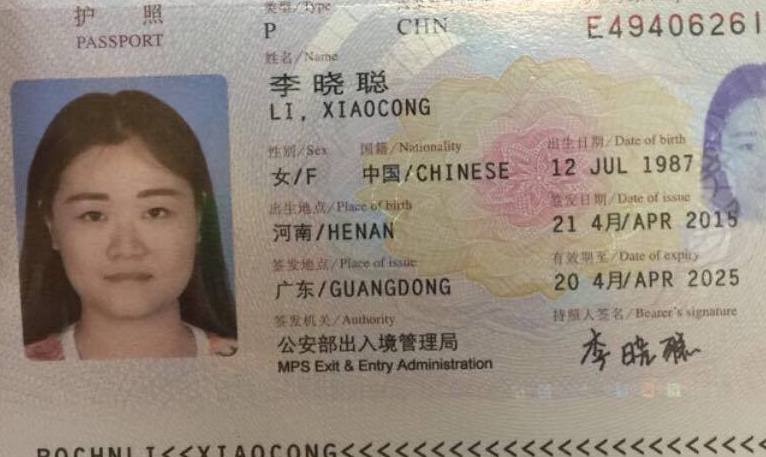 护 照
PASSPORT
类型/Type
P
CHN
E49406261
姓名/Name
李晓聪
LI, XIAOCONG
性别/Sex
国籍/Nationality
出生日期/Date of birth
女/F
中国/CHINESE
12 JUL 1987
出生地点/Place of birth
签发日期/Date of issue
河南/HENAN
21 4月/APR 2015
签发地点/Place of issue
有效期至/Date of expiry
广东/GUANGDONG
20 4月/APR 2025
签发机关/Authority
持照人签名/Bearer's signature
公安部出入境管理局
李晓聪
MPS Exit & Entry Administration
POCHNLI<<XIAOCONG<<<<<<<<<<<<<<<<<<<<<<<<<<<